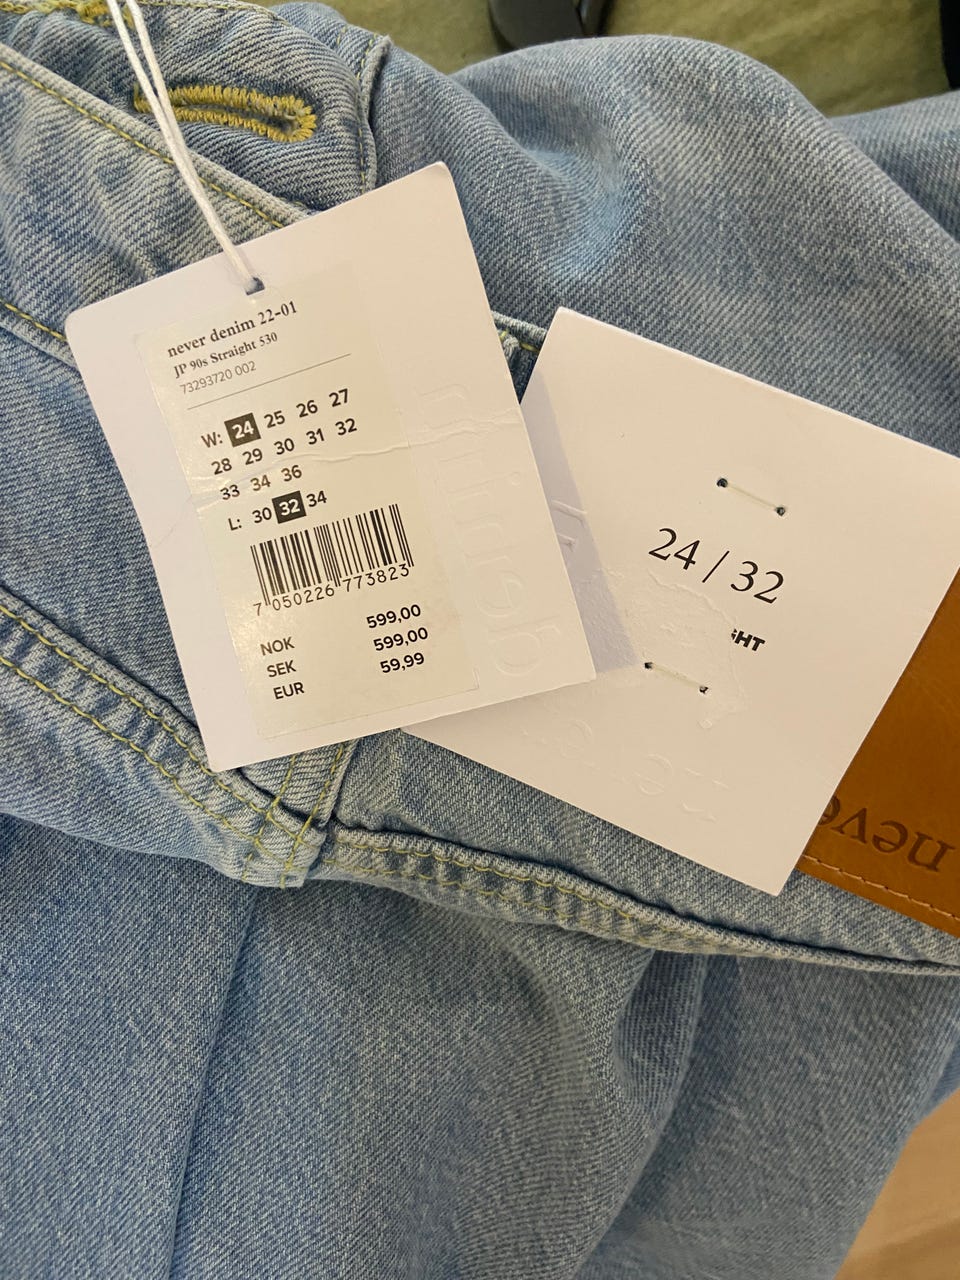 never denim 22-01
JP 90s Straight 530
73293720 002
W: 24 25 26 27
28 29 30 31 32
33 34 36
L: 30 32 34
7 050226 773823
NOK 599,00
SEK 599,00
EUR 59,99
denim
24 / 32
GHT
never
neve